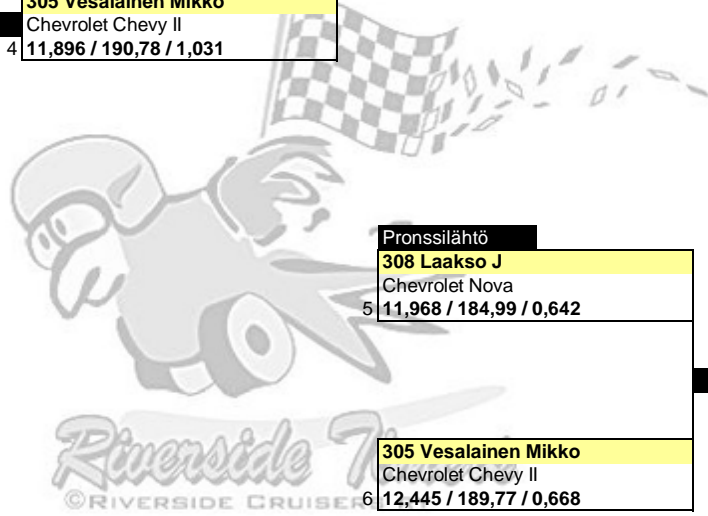 305 Vesalainen Mikko
Chevrolet Chevy II
4 11,896 / 190,78 / 1,031
Pronssilähtö
308 Laakso J
Chevrolet Nova
5 11,968 / 184,99 / 0,642
305 Vesalainen Mikko
Chevrolet Chevy II
6 12,445 / 189,77 / 0,668
Riverside
©RIVERSIDE CRUISERS